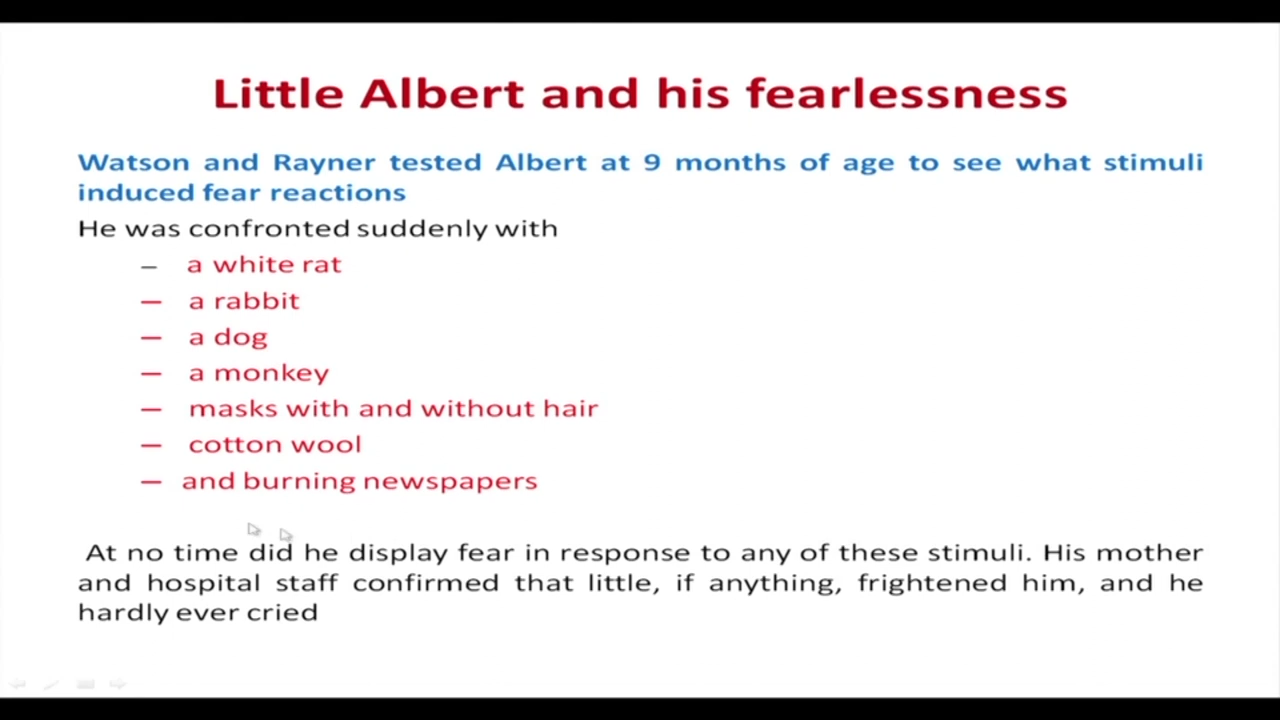 Little Albert and his fearlessness
Watson and Rayner tested Albert at 9 months of age to see what stimuli
induced fear reactions
He was confronted suddenly with
– a white rat
– a rabbit
– a dog
– a monkey
– masks with and without hair
– cotton wool
– and burning newspapers
At no time did he display fear in response to any of these stimuli. His mother
and hospital staff confirmed that little, if anything, frightened him, and he
hardly ever cried